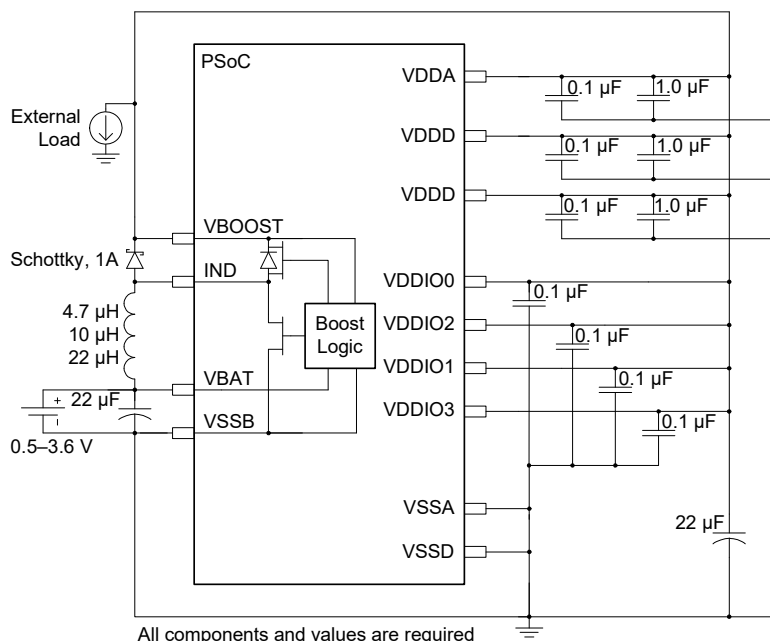 PSoC
VDDA
0.1 µF
1.0 µF
External
Load
VDDD
0.1 µF
1.0 µF
VDDD
0.1 µF
1.0 µF
VBOOST
Schottky, 1A
IND
VDDIO0
0.1 µF
4.7 µH
10 µH
22 µH
Boost
Logic
VDDIO2
0.1 µF
VDDIO1
0.1 µF
VBAT
22 µF
+
VDDIO3
0.1 µF
VSSB
0.5–3.6 V
VSSA
22 µF
VSSD
All components and values are required